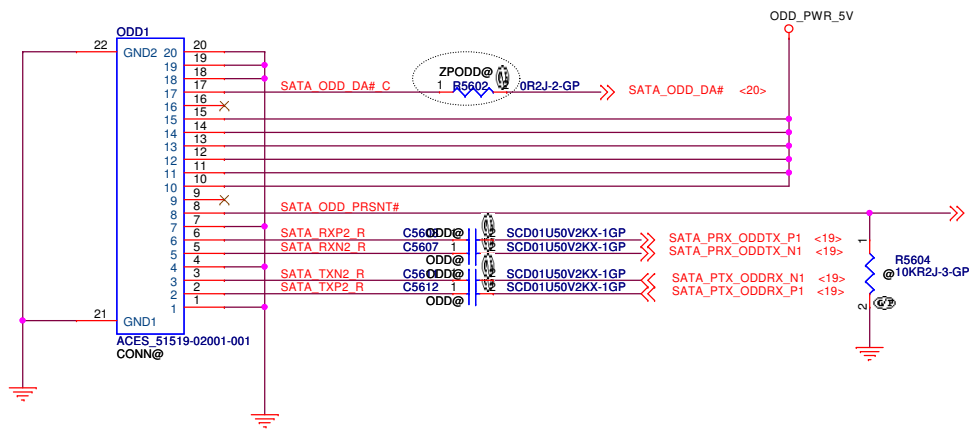 ODD_PWR_5V
ODD1
22 GND2 20 20
19 19
18 18
17 17 SATA_ODD_DA#_C 1 ZPODD@ R5602 2 0R2J-2-GP SATA_ODD_DA# <20>
16 16
15 15
14 14
13 13
12 12
11 11
10 10
9 9
8 8 SATA_ODD_PRSNT#
7 7
6 6 SATA_RXP2_R ODD@ SCD01U50V2KX-1GP SATA_PRX_ODDTX_P1 <19>
5 5 SATA_RXN2_R C5607 1 2 SCD01U50V2KX-1GP SATA_PRX_ODDTX_N1 <19>
4 4 ODD@
3 3 SATA_TXN2_R ODD@ SCD01U50V2KX-1GP SATA_PTX_ODDRX_N1 <19>
2 2 SATA_TXP2_R C5612 1 2 SCD01U50V2KX-1GP SATA_PTX_ODDRX_P1 <19>
1 1 ODD@
21 GND1
ACES_51519-02001-001
CONN@
1
R5604
@10KR2J-3-GP
2